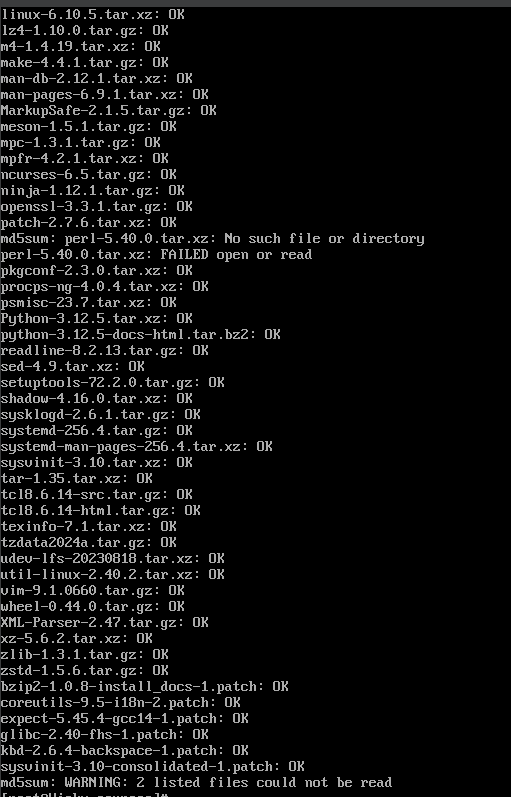 linux-6.10.5.tar.xz: OK
lz4-1.10.0.tar.gz: OK
m4-1.4.19.tar.xz: OK
make-4.4.1.tar.gz: OK
man-db-2.12.1.tar.xz: OK
man-pages-6.9.1.tar.xz: OK
MarkupSafe-2.1.5.tar.gz: OK
meson-1.5.1.tar.gz: OK
mpc-1.3.1.tar.gz: OK
mpfr-4.2.1.tar.xz: OK
ncurses-6.5.tar.gz: OK
ninja-1.12.1.tar.gz: OK
openssl-3.3.1.tar.gz: OK
patch-2.7.6.tar.xz: OK
md5sum: perl-5.40.0.tar.xz: No such file or directory
perl-5.40.0.tar.xz: FAILED open or read
pkgconf-2.3.0.tar.xz: OK
procps-ng-4.0.4.tar.xz: OK
psmisc-23.7.tar.xz: OK
Python-3.12.5.tar.xz: OK
python-3.12.5-docs-html.tar.bz2: OK
readline-8.2.13.tar.gz: OK
sed-4.9.tar.xz: OK
setuptools-72.2.0.tar.gz: OK
shadow-4.16.0.tar.xz: OK
sysklogd-2.6.1.tar.gz: OK
systemd-256.4.tar.gz: OK
systemd-man-pages-256.4.tar.xz: OK
sysvinit-3.10.tar.xz: OK
tar-1.35.tar.xz: OK
tcl8.6.14-src.tar.gz: OK
tcl8.6.14-html.tar.gz: OK
texinfo-7.1.tar.xz: OK
tzdata2024a.tar.gz: OK
udev-lfs-20230818.tar.xz: OK
util-linux-2.40.2.tar.xz: OK
vim-9.1.0660.tar.gz: OK
wheel-0.44.0.tar.gz: OK
XML-Parser-2.47.tar.gz: OK
xz-5.6.2.tar.xz: OK
zlib-1.3.1.tar.gz: OK
zstd-1.5.6.tar.gz: OK
bzip2-1.0.8-install_docs-1.patch: OK
coreutils-9.5-i18n-2.patch: OK
expect-5.45.4-gcc14-1.patch: OK
glibc-2.40-fhs-1.patch: OK
kbd-2.6.4-backspace-1.patch: OK
sysvinit-3.10-consolidated-1.patch: OK
md5sum: WARNING: 2 listed files could not be read